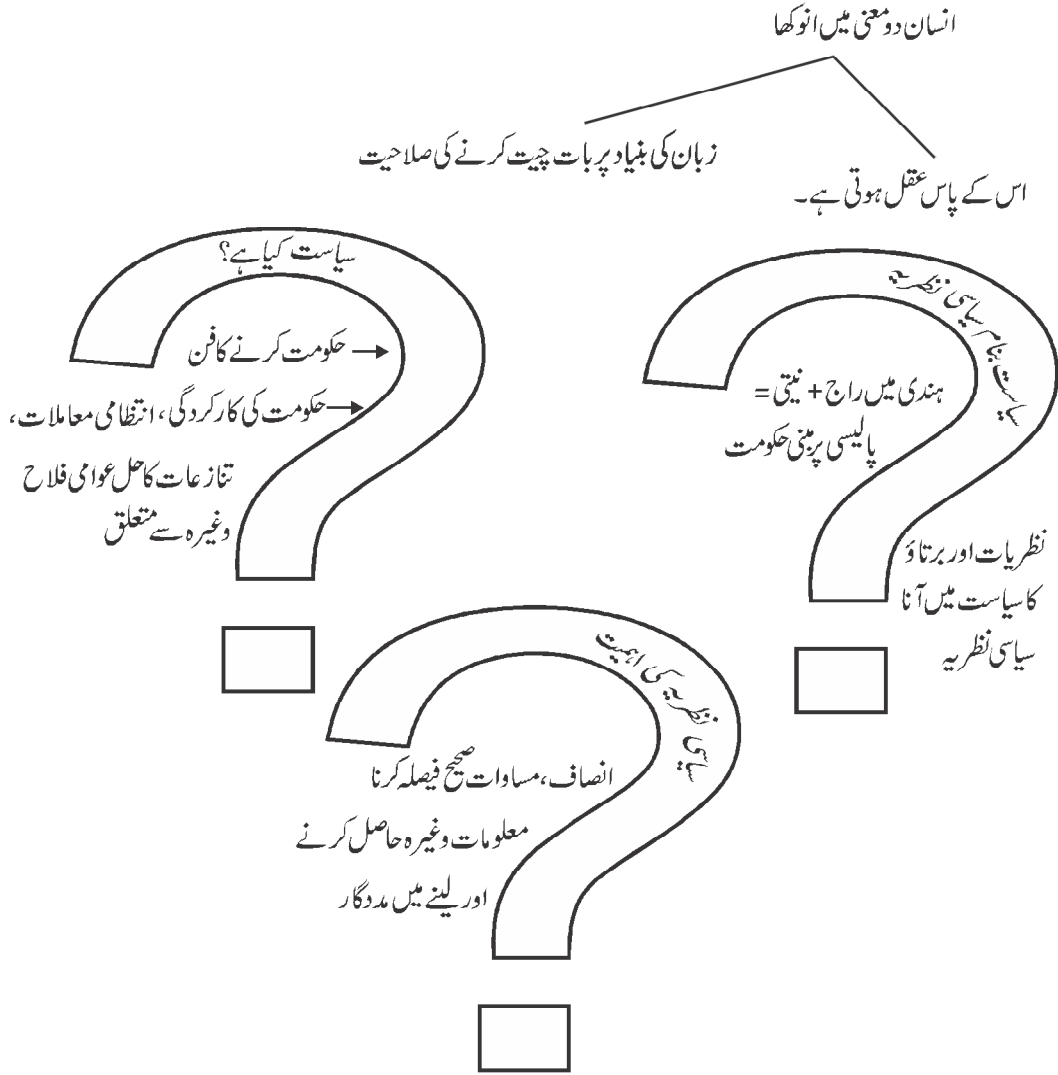 انسان دو معنی میں انوکھا
زبان کی بنیاد پر بات چیت کرنے کی صلاحیت
اس کے پاس عقل ہوتی ہے۔
سیاست کیا ہے؟
حکومت کرنے کا فن
حکومت کی کارکردگی، انتظامی معاملات،
تنازعات کا حل عوامی فلاح
وغیرہ سے متعلق
سیاست بنام سیاسی نظریہ
ہندی میں راج + نیتی =
پالیسی پر مبنی حکومت
نظریات اور برتاؤ
کا سیاست میں آنا
سیاسی نظریہ
سیاسی نظریہ کی اہمیت
انصاف، مساوات صحیح فیصلہ کرنا
معلومات وغیرہ حاصل کرنے
اور لینے میں مددگار